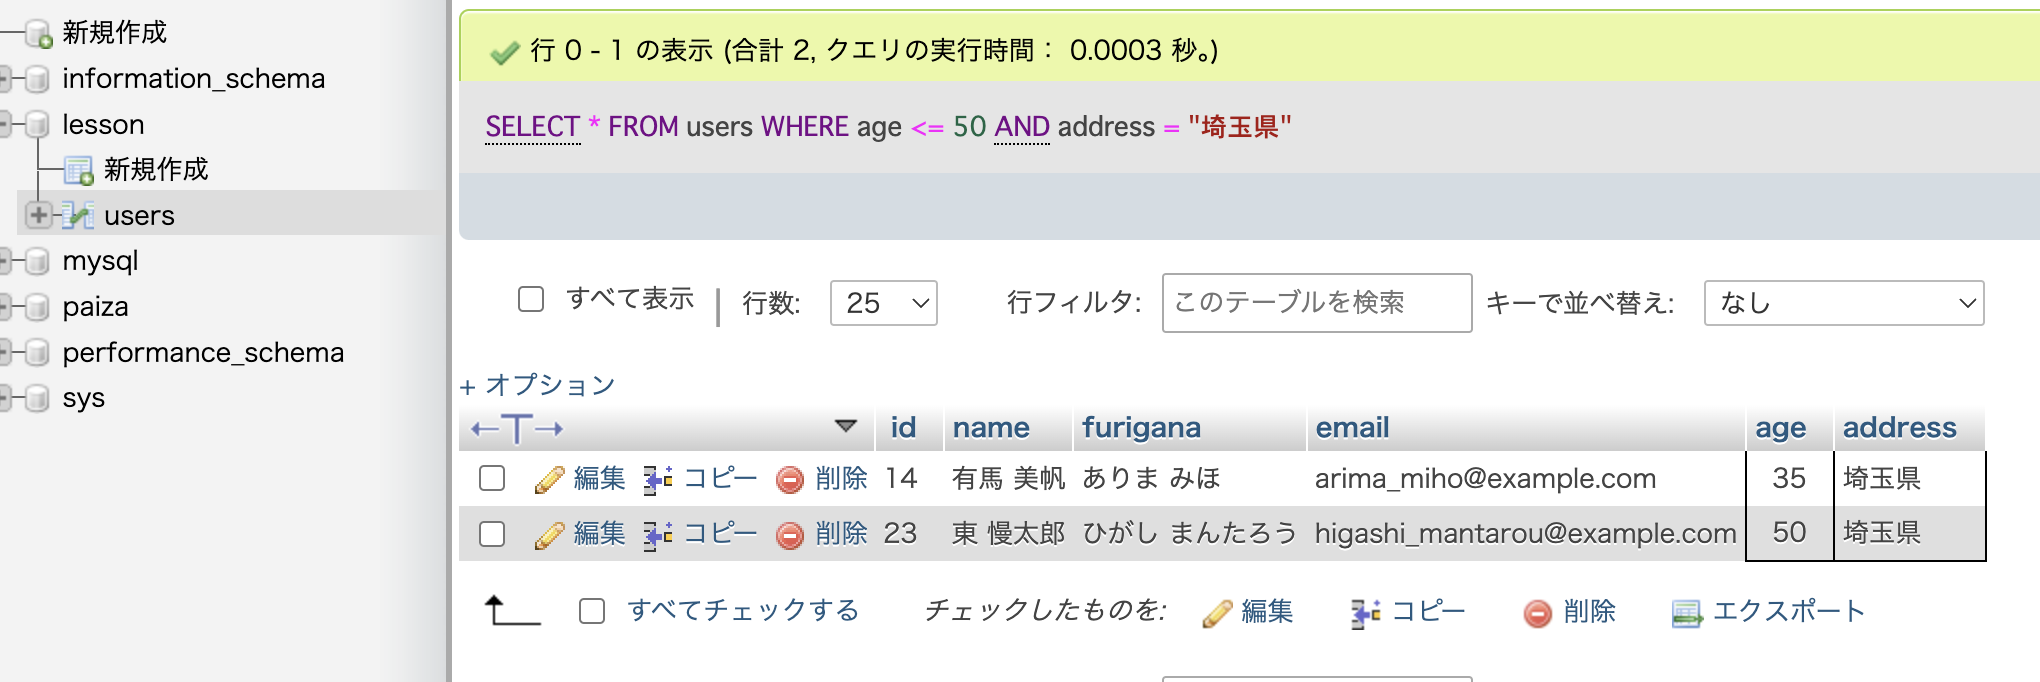 新規作成
information_schema
lesson
新規作成
users
mysql
paiza
performance_schema
sys
行 0 - 1 の表示 (合計 2, クエリの実行時間： 0.0003 秒。)
SELECT * FROM users WHERE age <= 50 AND address = "埼玉県"
すべて表示 | 行数: 25 行フィルタ: このテーブルを検索 キーで並べ替え: なし
+ オプション
←T→ id name furigana email age address
編集 コピー 削除 14 有馬 美帆 ありま みほ arima_miho@example.com 35 埼玉県
編集 コピー 削除 23 東 慢太郎 ひがし まんたろう higashi_mantarou@example.com 50 埼玉県
すべてチェックする チェックしたものを: 編集 コピー 削除 エクスポート